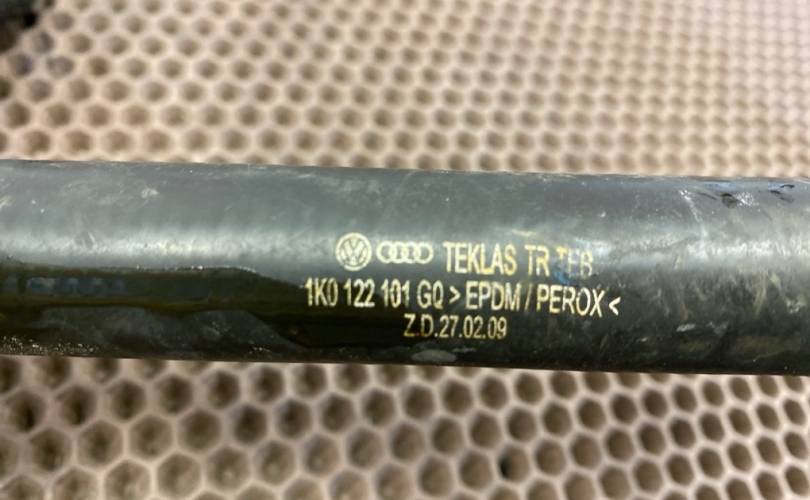 TEKLAS TR
1K0 122 101 GQ > EPDM / PEROX <
Z.D.27.02.09